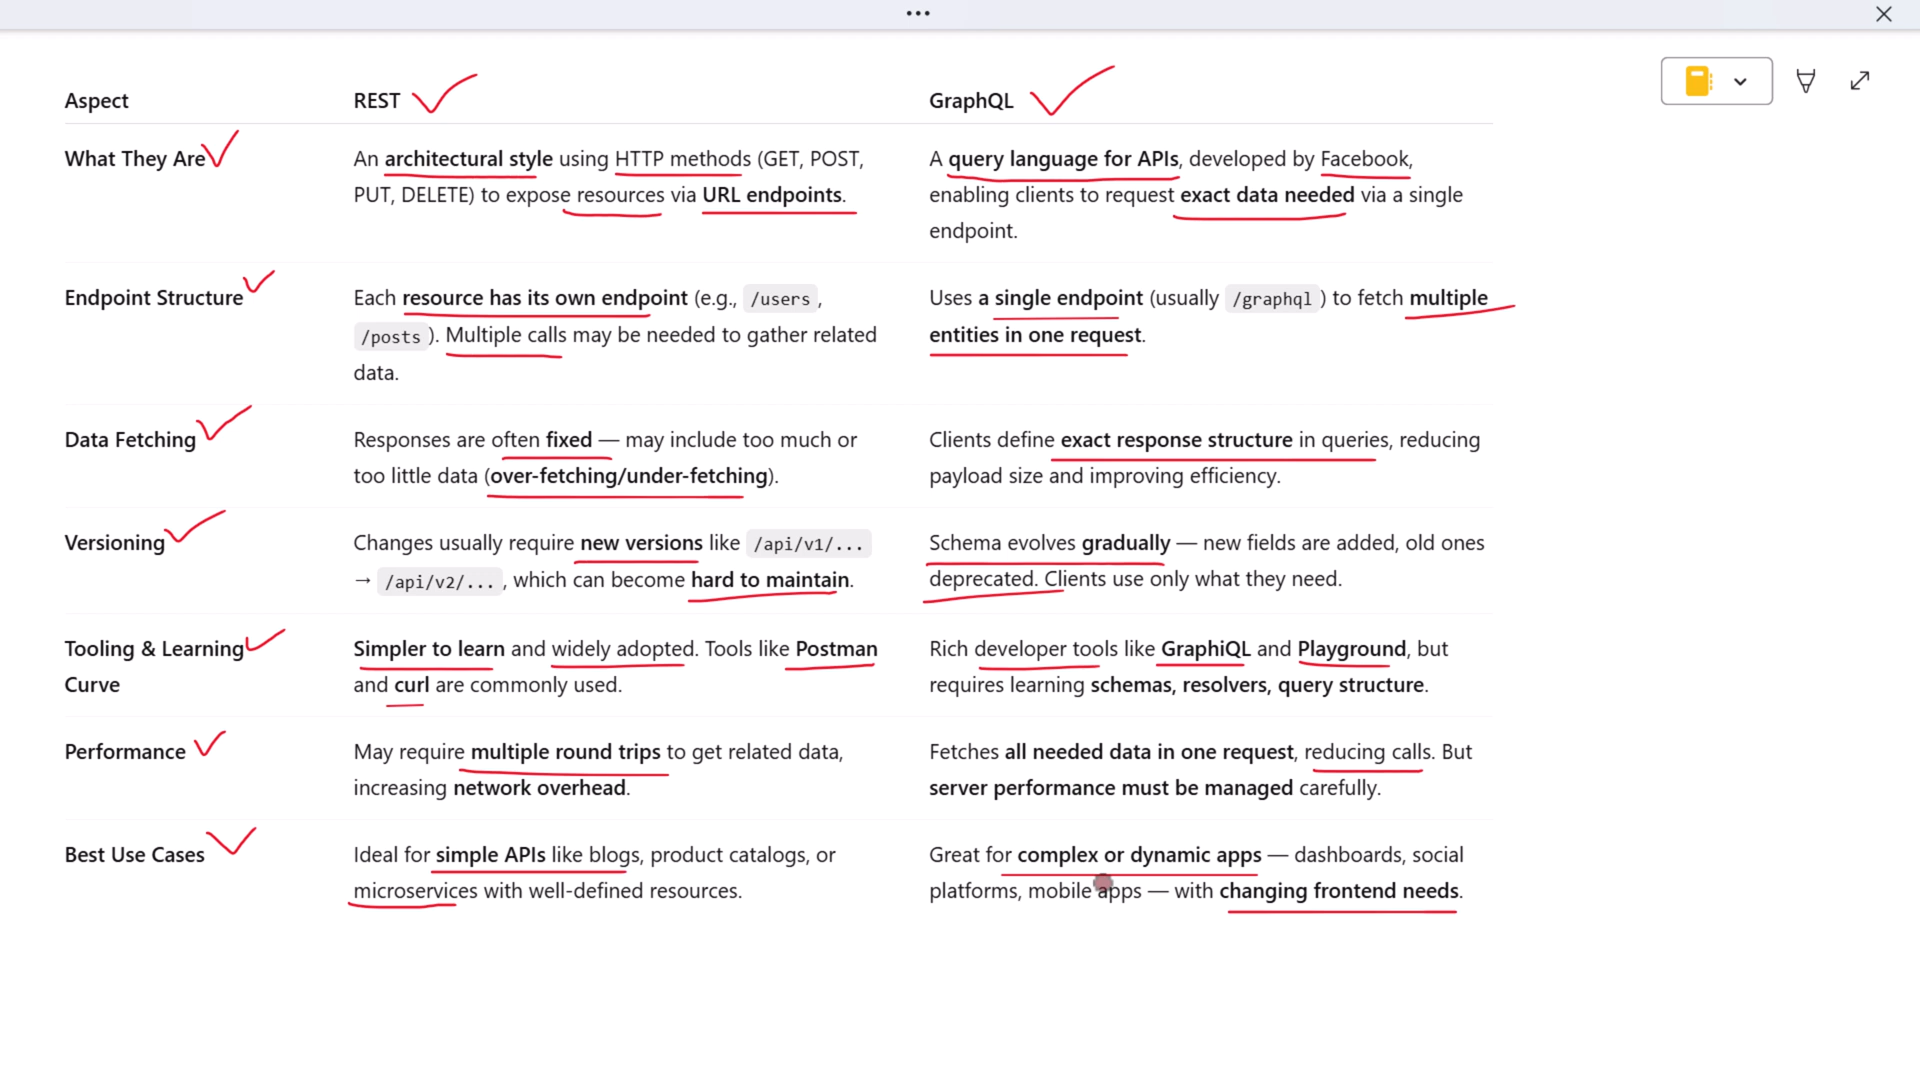 Aspect REST GraphQL
What They Are An architectural style using HTTP methods (GET, POST, A query language for APIs, developed by Facebook,
PUT, DELETE) to expose resources via URL endpoints. enabling clients to request exact data needed via a single
endpoint.
Endpoint Structure Each resource has its own endpoint (e.g., /users , Uses a single endpoint (usually /graphql ) to fetch multiple
/posts ). Multiple calls may be needed to gather related entities in one request.
data.
Data Fetching Responses are often fixed — may include too much or Clients define exact response structure in queries, reducing
too little data (over-fetching/under-fetching). payload size and improving efficiency.
Versioning Changes usually require new versions like /api/v1/... Schema evolves gradually — new fields are added, old ones
→ /api/v2/... , which can become hard to maintain. deprecated. Clients use only what they need.
Tooling & Learning Simpler to learn and widely adopted. Tools like Postman Rich developer tools like GraphiQL and Playground, but
Curve and curl are commonly used. requires learning schemas, resolvers, query structure.
Performance May require multiple round trips to get related data, Fetches all needed data in one request, reducing calls. But
increasing network overhead. server performance must be managed carefully.
Best Use Cases Ideal for simple APIs like blogs, product catalogs, or Great for complex or dynamic apps — dashboards, social
microservices with well-defined resources. platforms, mobile apps — with changing frontend needs.